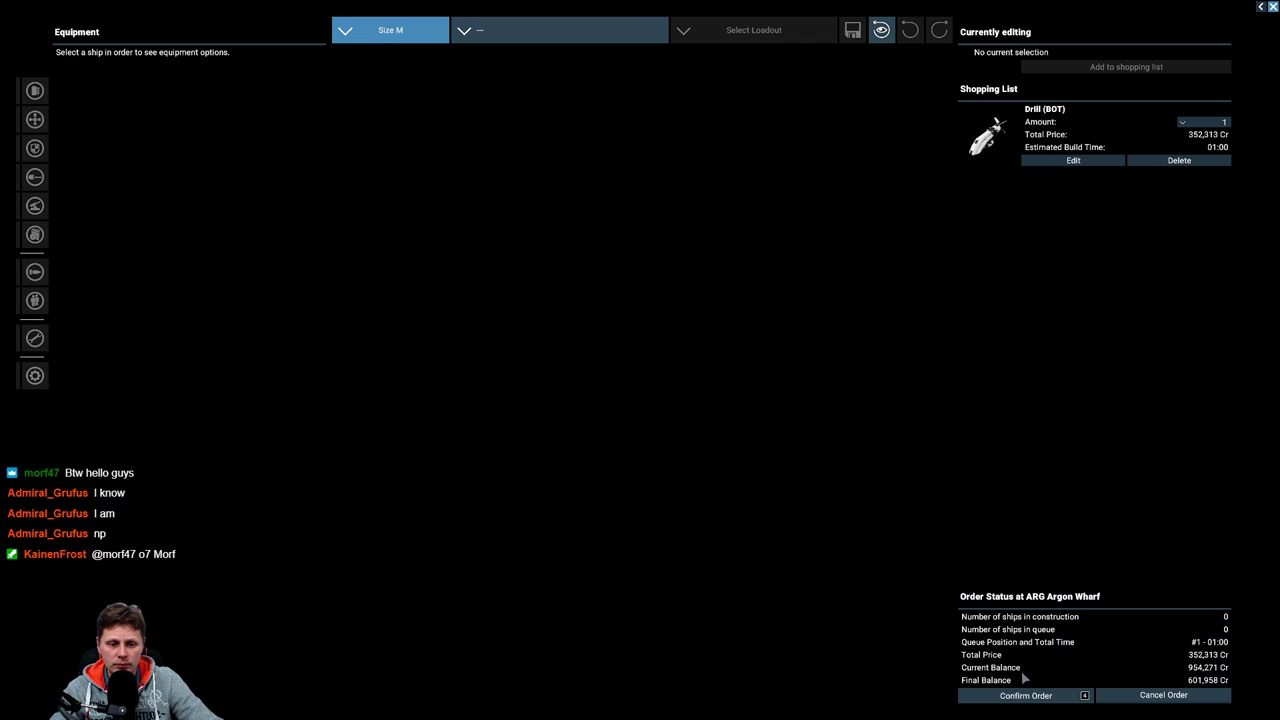 Equipment
Select a ship in order to see equipment options.
Size M
---
Select Loadout
Currently editing
No current selection
Add to shopping list
Shopping List
Drill (BOT)
Amount: 1
Total Price: 352,313 Cr
Estimated Build Time: 01:00
Edit Delete
morf47 Btw hello guys
Admiral_Grufus I know
Admiral_Grufus I am
Admiral_Grufus np
KainenFrost @morf47 o7 Morf
Order Status at ARG Argon Wharf
Number of ships in construction 0
Number of ships in queue 0
Queue Position and Total Time #1 - 01:00
Total Price 352,313 Cr
Current Balance 954,271 Cr
Final Balance 601,958 Cr
Confirm Order 4 Cancel Order